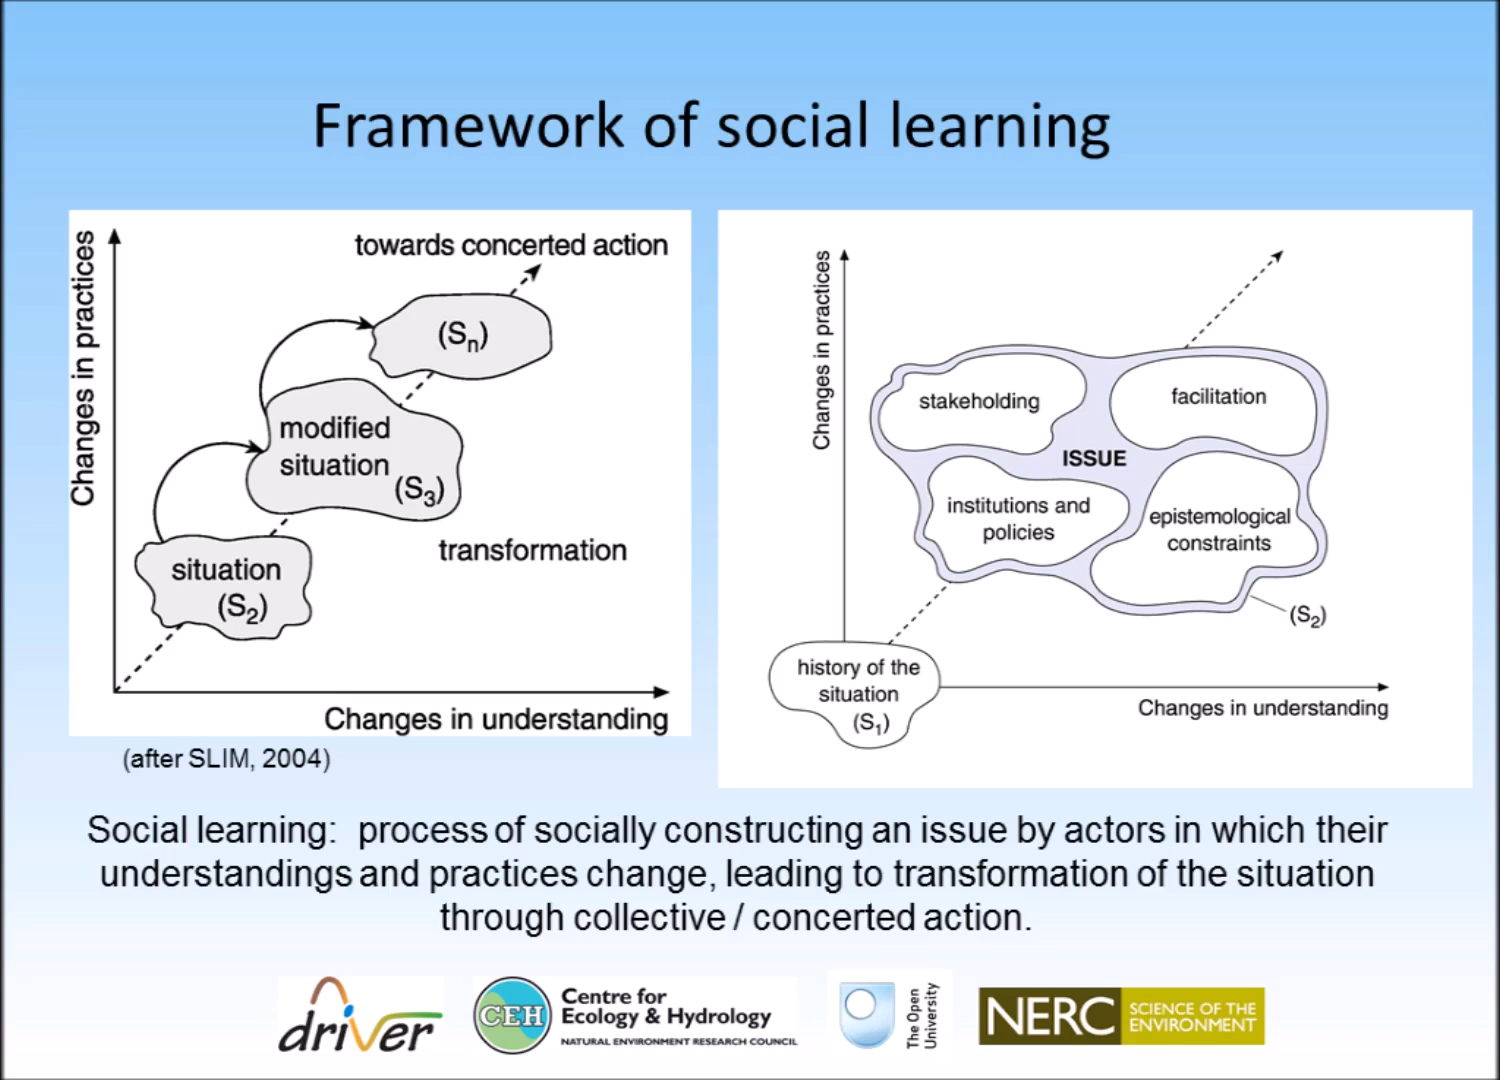 Framework of social learning
Changes in practices
towards concerted action
(Sn)
modified
situation
(S3)
transformation
situation
(S2)
Changes in understanding
(after SLIM, 2004)
Changes in practices
stakeholding
facilitation
ISSUE
institutions and
policies
epistemological
constraints
(S2)
history of the
situation
(S1)
Changes in understanding
Social learning: process of socially constructing an issue by actors in which their
understandings and practices change, leading to transformation of the situation
through collective / concerted action.
driver
CEH
Centre for
Ecology & Hydrology
NATURAL ENVIRONMENT RESEARCH COUNCIL
The Open
University
NERC
SCIENCE OF THE
ENVIRONMENT